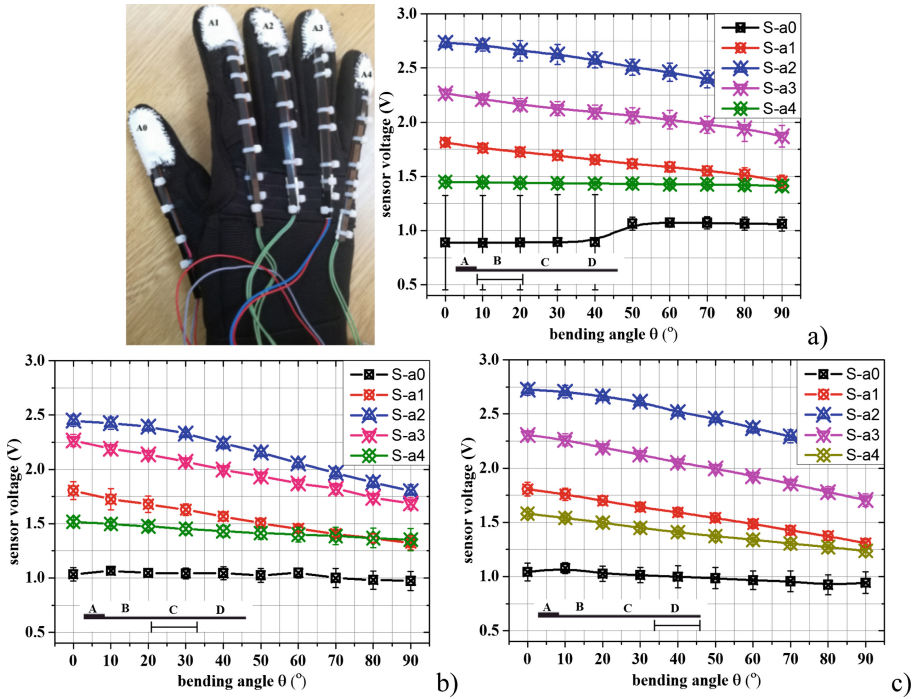 A0
A1
A2
A3
A4
3.0
2.5
2.0
1.5
1.0
0.5
sensor voltage (V)
S-a0
S-a1
S-a2
S-a3
S-a4
A B C D
0 10 20 30 40 50 60 70 80 90
bending angle θ (°)
a)
3.0
2.5
2.0
1.5
1.0
0.5
sensor voltage (V)
S-a0
S-a1
S-a2
S-a3
S-a4
A B C D
0 10 20 30 40 50 60 70 80 90
bending angle θ (°)
b)
3.0
2.5
2.0
1.5
1.0
0.5
sensor voltage (V)
S-a0
S-a1
S-a2
S-a3
S-a4
A B C D
0 10 20 30 40 50 60 70 80 90
bending angle θ (°)
c)